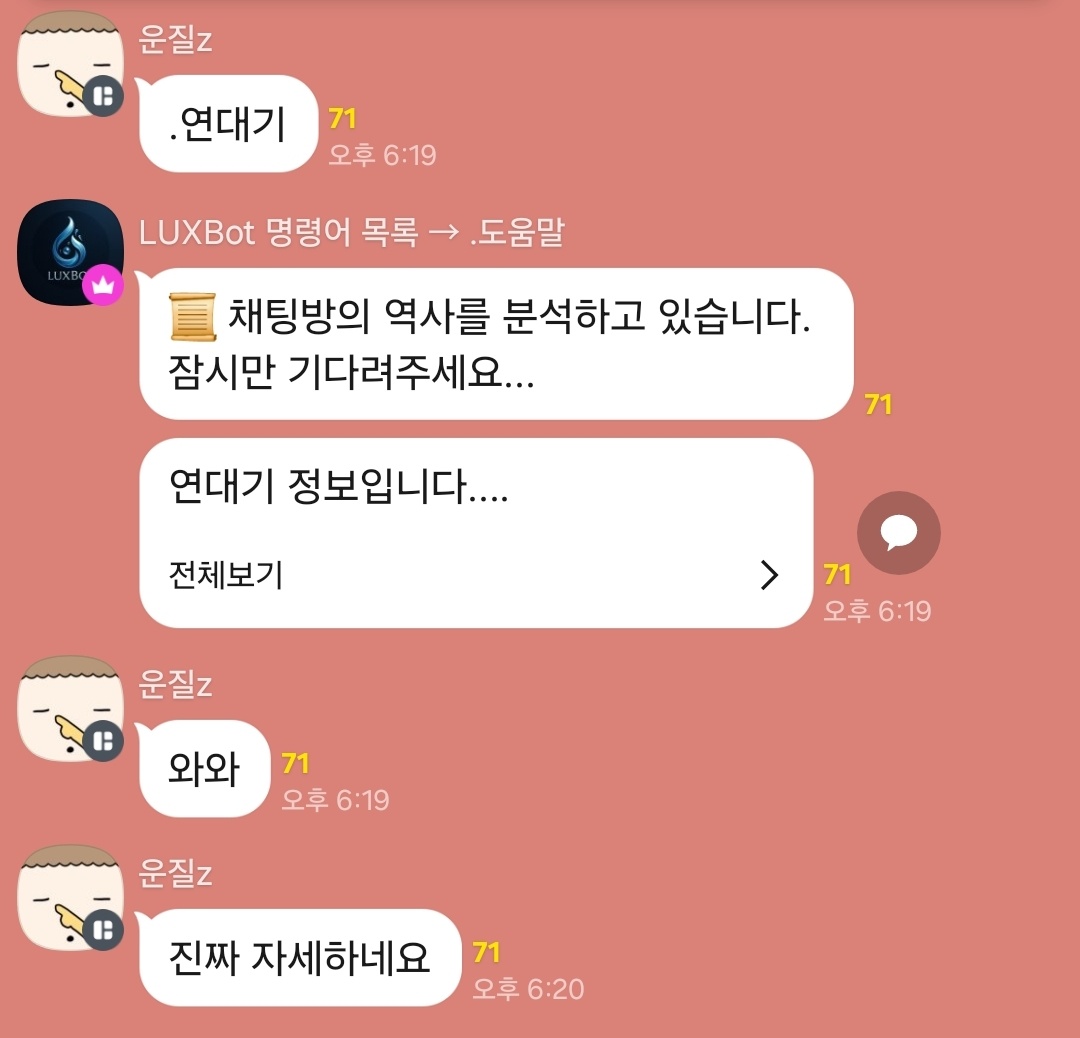 운질z
.연대기
71
오후 6:19
LUXBot 명령어 목록 → .도움말
LUXBO
채팅방의 역사를 분석하고 있습니다.
잠시만 기다려주세요...
71
연대기 정보입니다....
전체보기
71
오후 6:19
운질z
와와
71
오후 6:19
운질z
진짜 자세하네요
71
오후 6:20